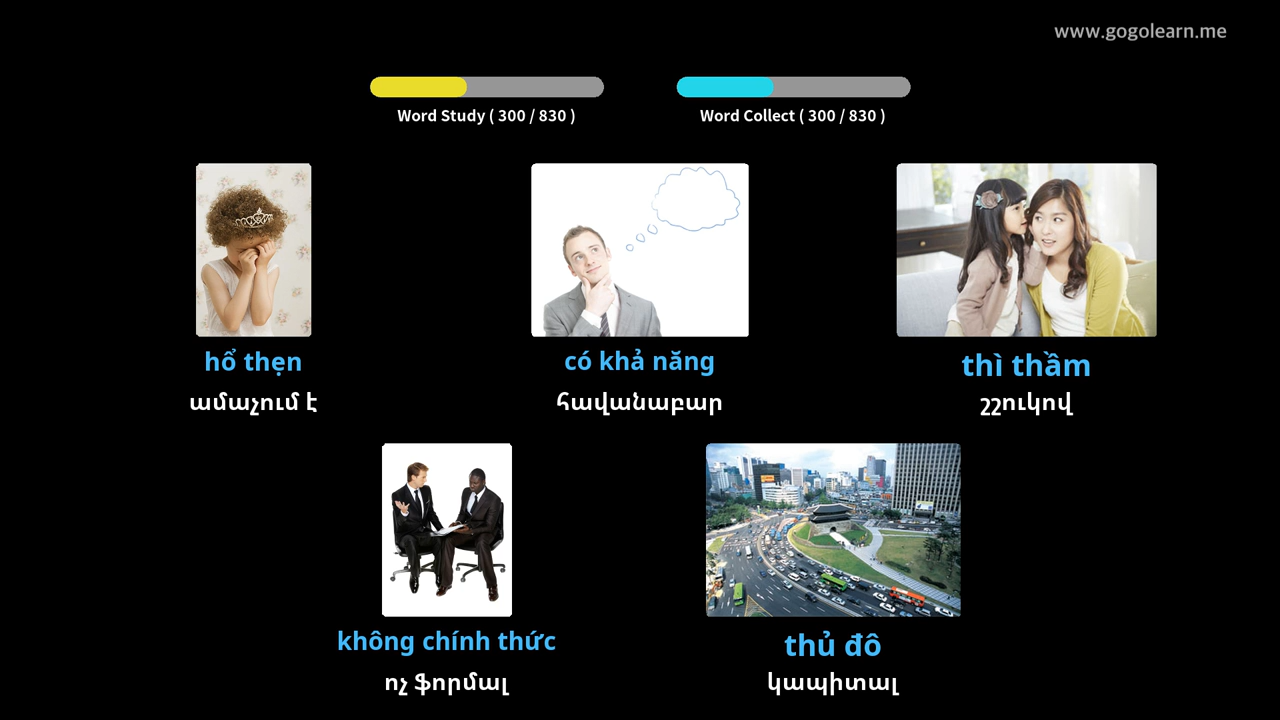 www.gogolearn.me
Word Study ( 300 / 830 )
Word Collect ( 300 / 830 )
hổ thẹn
ամաչում է
có khả năng
հավանաբար
thì thầm
շշուկով
không chính thức
ոչ ֆորմալ
thủ đô
կապիտալ